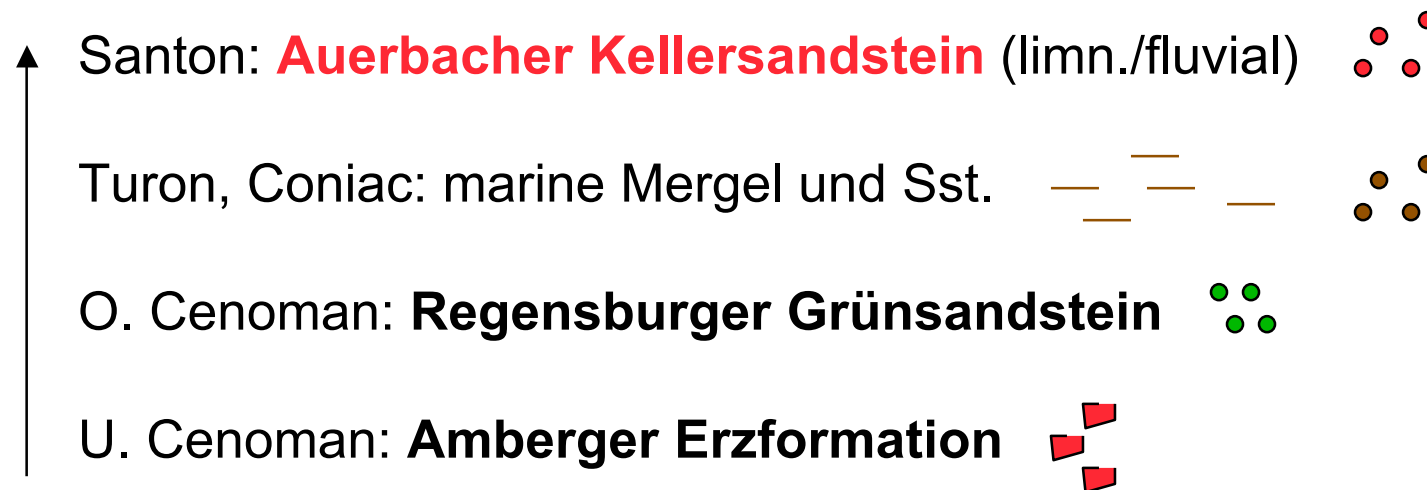 Santon: Auerbacher Kellersandstein (limn./fluvial)
Turon, Coniac: marine Mergel und Sst.
O. Cenoman: Regensburger Grünsandstein
U. Cenoman: Amberger Erzformation